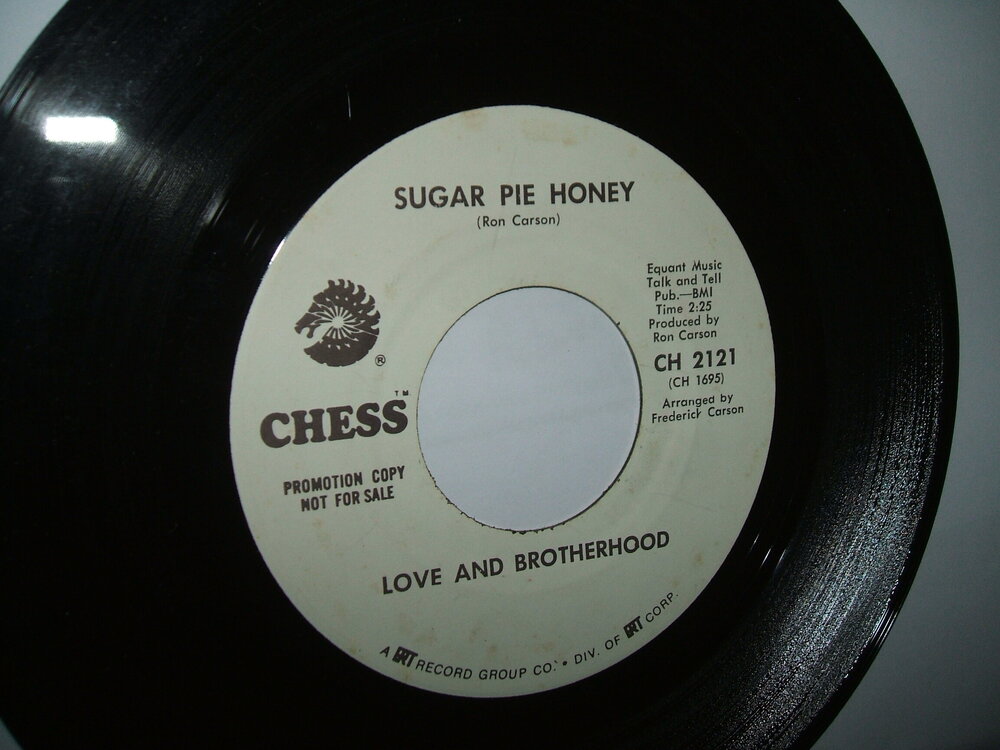 SUGAR PIE HONEY
(Ron Carson)
Equant Music
Talk and Tell
Pub.—BMI
Time 2:25
Produced by
Ron Carson
CH 2121
(CH 1695)
Arranged by
Frederick Carson
®
CHESS™
PROMOTION COPY
NOT FOR SALE
LOVE AND BROTHERHOOD
A GRT RECORD GROUP CO. • DIV. OF GRT CORP.